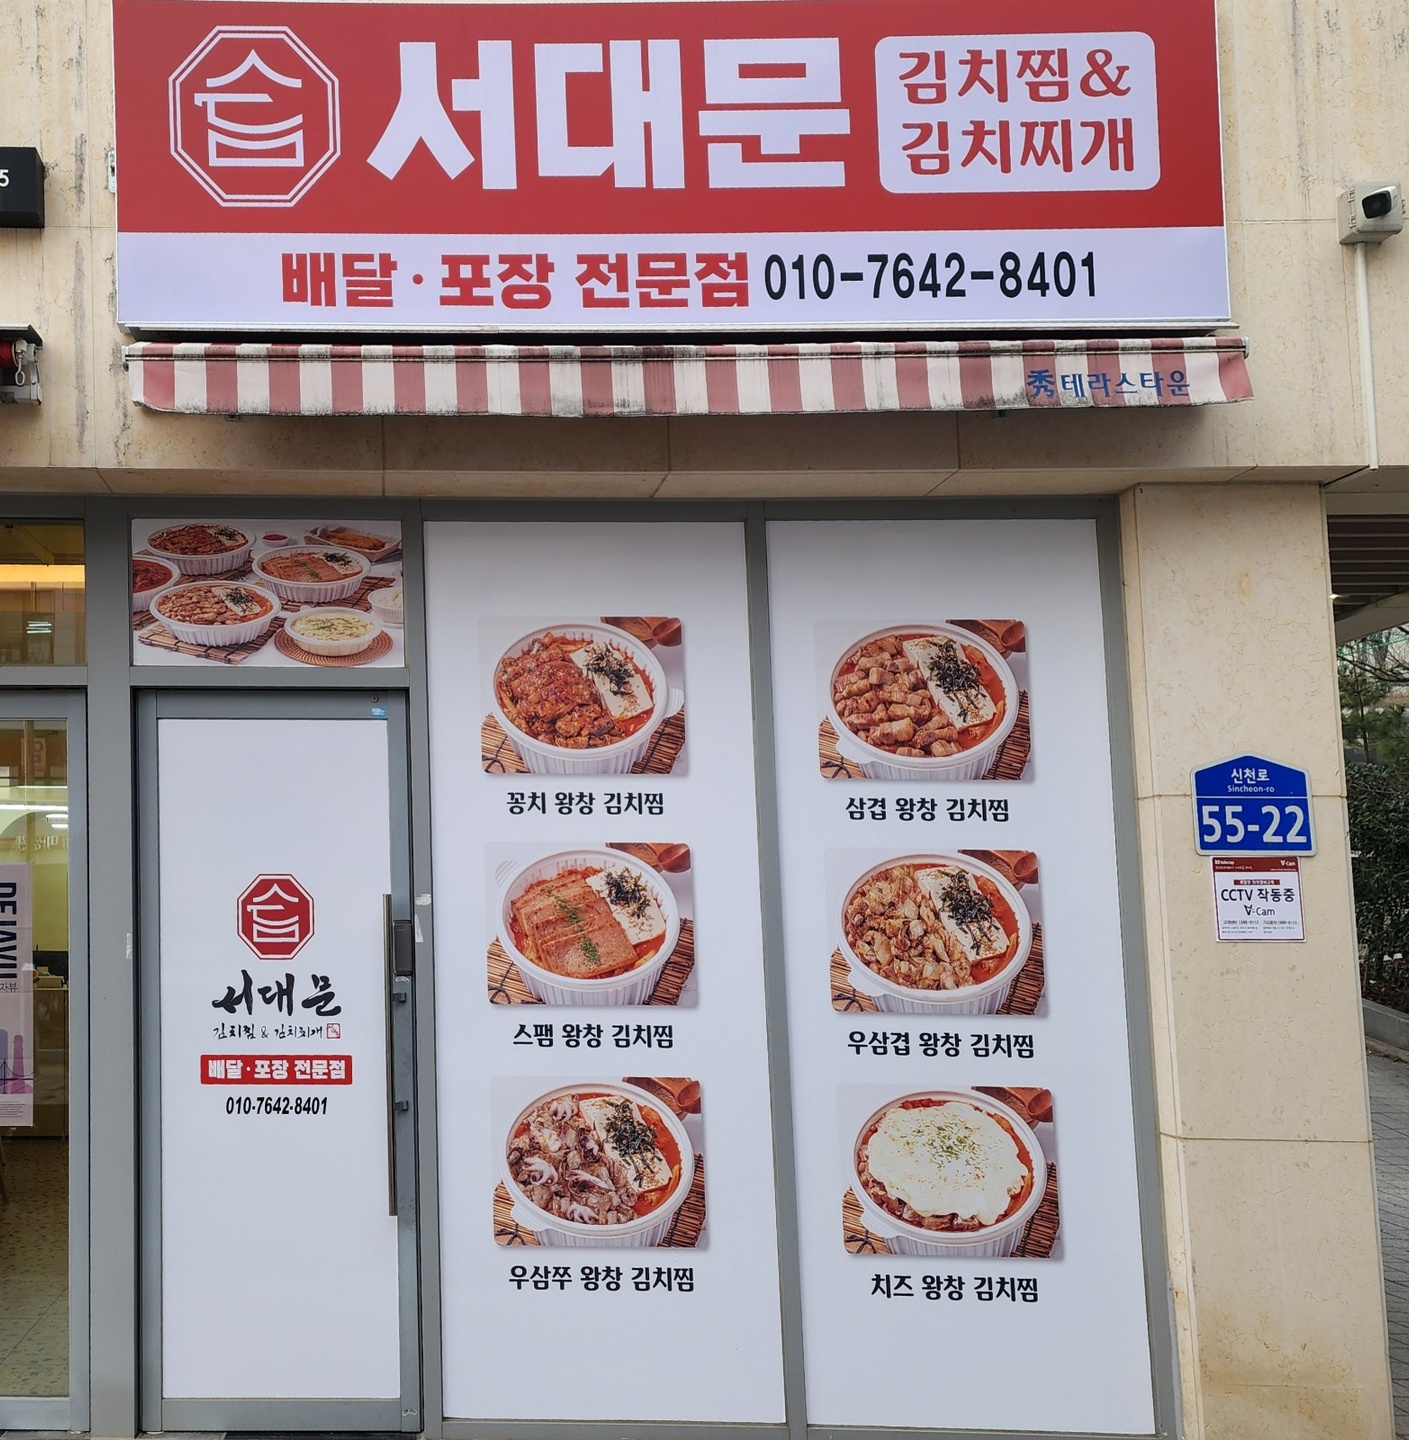 서대문
김치찜&
김치찌개
배달·포장 전문점 010-7642-8401
秀테라스타운
5
꽁치 왕창 김치찜
삼겹 왕창 김치찜
스팸 왕창 김치찜
우삼겹 왕창 김치찜
우삼쭈 왕창 김치찜
치즈 왕창 김치찜
서대문
김치찜 & 김치찌개
배달·포장 전문점
010-7642-8401
신천로
Sincheon-ro
55-22
CCTV 작동중
V-Cam
DEJAVU
자뷰